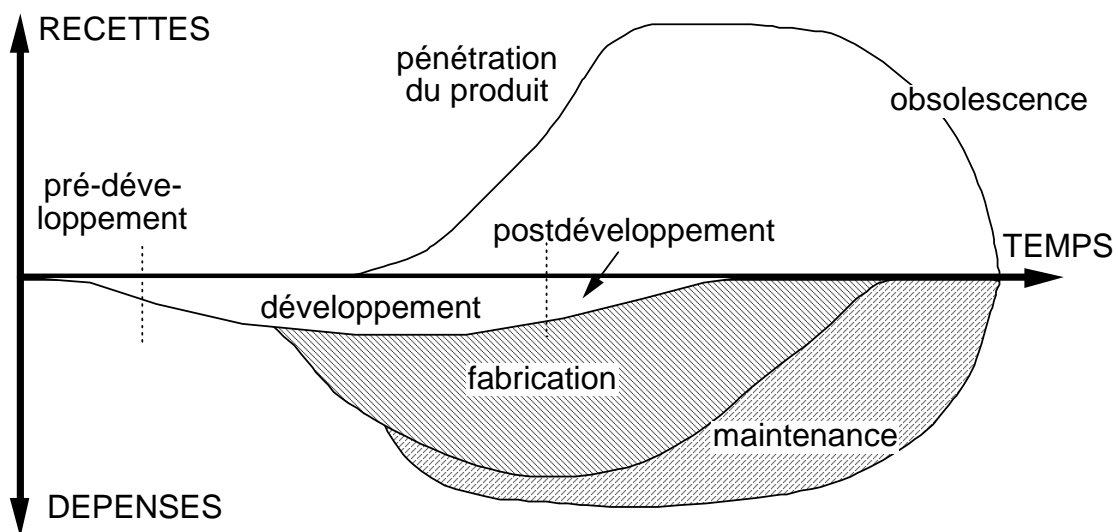 RECETTES
pénétration
du produit
obsolescence
pré-déve-
loppement
postdéveloppement
TEMPS
développement
fabrication
maintenance
DEPENSES